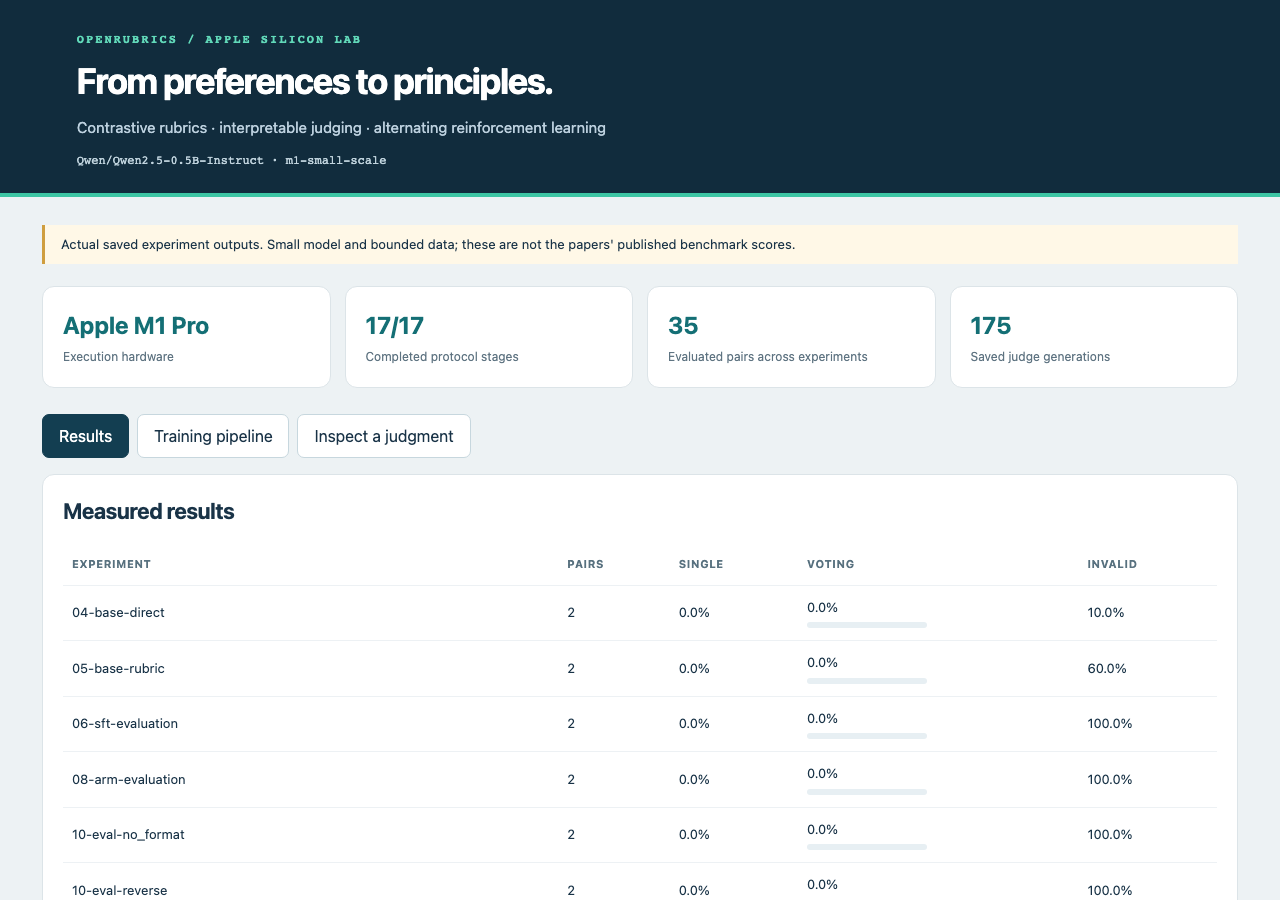 OPENRUBRICS / APPLE SILICON LAB
From preferences to principles.
Contrastive rubrics · interpretable judging · alternating reinforcement learning
Qwen/Qwen2.5-0.5B-Instruct · m1-small-scale
Actual saved experiment outputs. Small model and bounded data; these are not the papers' published benchmark scores.
Apple M1 Pro
Execution hardware
17/17
Completed protocol stages
35
Evaluated pairs across experiments
175
Saved judge generations
Results
Training pipeline
Inspect a judgment
Measured results
EXPERIMENT PAIRS SINGLE VOTING INVALID
04-base-direct 2 0.0% 0.0% 10.0%
05-base-rubric 2 0.0% 0.0% 60.0%
06-sft-evaluation 2 0.0% 0.0% 100.0%
08-arm-evaluation 2 0.0% 0.0% 100.0%
10-eval-no_format 2 0.0% 0.0% 100.0%
10-eval-reverse 2 0.0% 0.0% 100.0%